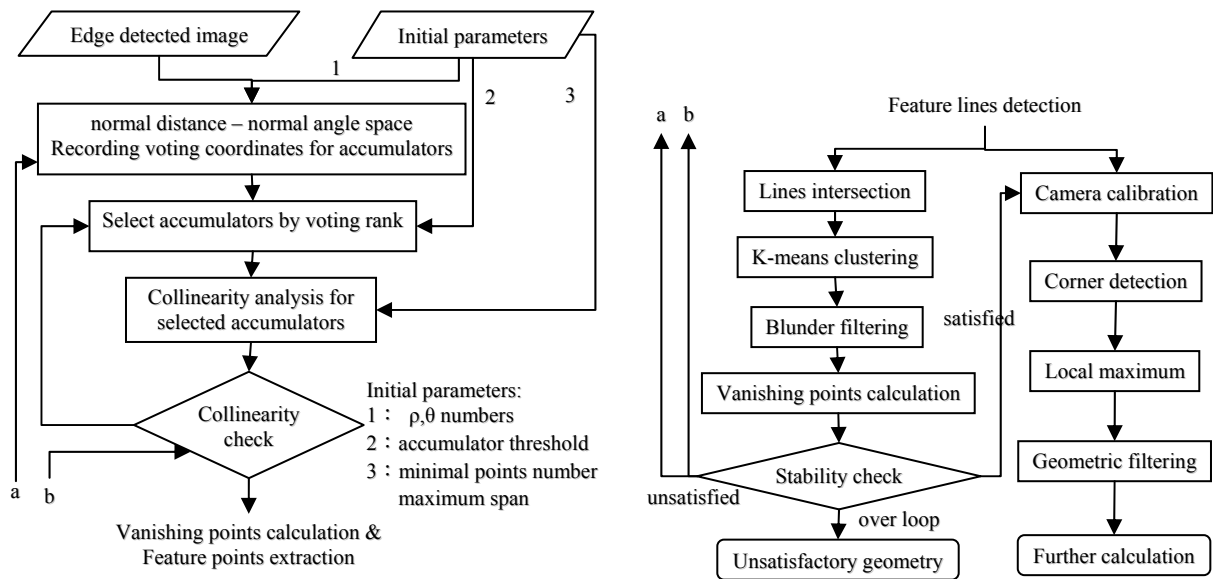 Edge detected image
Initial parameters
1
2
3
normal distance – normal angle space
Recording voting coordinates for accumulators
Select accumulators by voting rank
Collinearity analysis for
selected accumulators
Collinearity
check
Initial parameters:
1： ρ,θ numbers
2：accumulator threshold
3：minimal points number
maximum span
a
b
Vanishing points calculation &
Feature points extraction
a
b
Feature lines detection
Lines intersection
Camera calibration
K-means clustering
Corner detection
Blunder filtering
satisfied
Local maximum
Vanishing points calculation
Geometric filtering
Stability check
unsatisfied
over loop
Unsatisfactory geometry
Further calculation